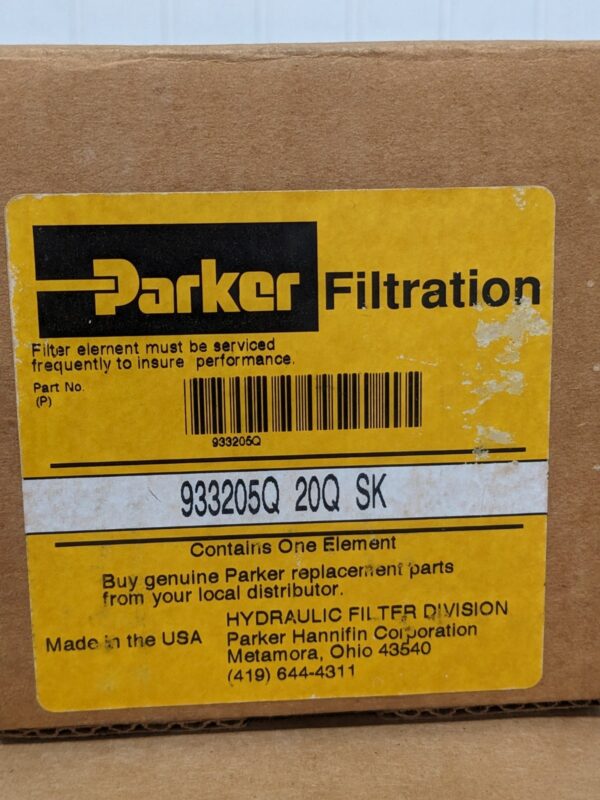 Parker Filtration
Filter element must be serviced
frequently to insure performance.
Part No.
(P)
933205Q
933205Q 20Q SK
Contains One Element
Buy genuine Parker replacement parts
from your local distributor.
HYDRAULIC FILTER DIVISION
Made in the USA Parker Hannifin Corporation
Metamora, Ohio 43540
(419) 644-4311